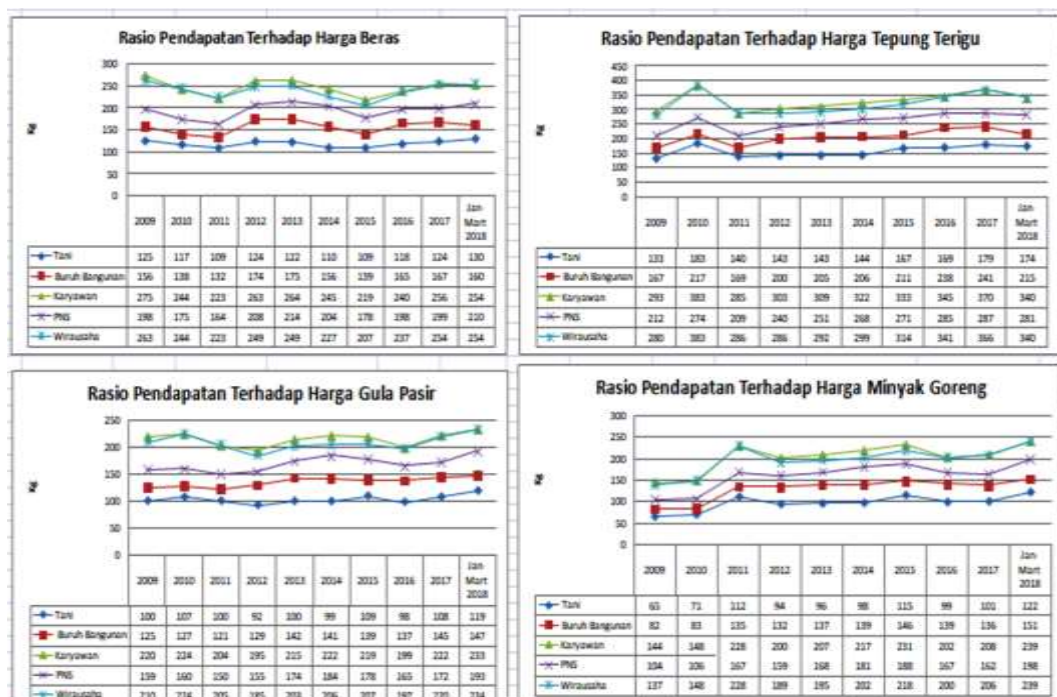 Rasio Pendapatan Terhadap Harga Beras
Kg
300
250
200
150
100
50
0
2009 2010 2011 2012 2013 2014 2015 2016 2017 Jan Mart 2018
Tani 125 117 109 124 122 110 109 118 124 130
Buruh Bangunan 156 138 132 174 175 156 139 165 167 160
Karyawan 275 244 223 263 264 245 219 240 256 254
PNS 198 175 164 208 214 204 178 198 199 210
Wirausaha 263 244 223 249 249 227 207 237 254 254
Rasio Pendapatan Terhadap Harga Tepung Terigu
Kg
450
400
350
300
250
200
150
100
50
0
2009 2010 2011 2012 2013 2014 2015 2016 2017 Jan Mart 2018
Tani 133 183 140 143 143 144 167 169 179 174
Buruh Bangunan 167 217 169 200 205 206 211 238 241 215
Karyawan 293 383 285 303 309 322 333 345 370 340
PNS 212 274 209 240 251 268 271 285 287 281
Wirausaha 280 383 286 286 292 299 314 341 366 340
Rasio Pendapatan Terhadap Harga Gula Pasir
Kg
250
200
150
100
50
0
2009 2010 2011 2012 2013 2014 2015 2016 2017 Jan Mart 2018
Tani 100 107 100 92 100 99 109 98 108 119
Buruh Bangunan 125 127 121 129 142 141 139 137 145 147
Karyawan 220 224 204 195 215 222 219 199 222 233
PNS 159 160 150 155 174 184 178 165 172 193
Wirausaha 210 224 205 185 203 206 207 197 220 234
Rasio Pendapatan Terhadap Harga Minyak Goreng
Kg
300
250
200
150
100
50
0
2009 2010 2011 2012 2013 2014 2015 2016 2017 Jan Mart 2018
Tani 65 71 112 94 96 98 115 99 101 122
Buruh Bangunan 82 83 135 132 137 139 146 139 136 151
Karyawan 144 148 228 200 207 217 231 202 208 239
PNS 104 106 167 159 168 181 188 167 162 198
Wirausaha 137 148 228 189 195 202 218 200 206 239